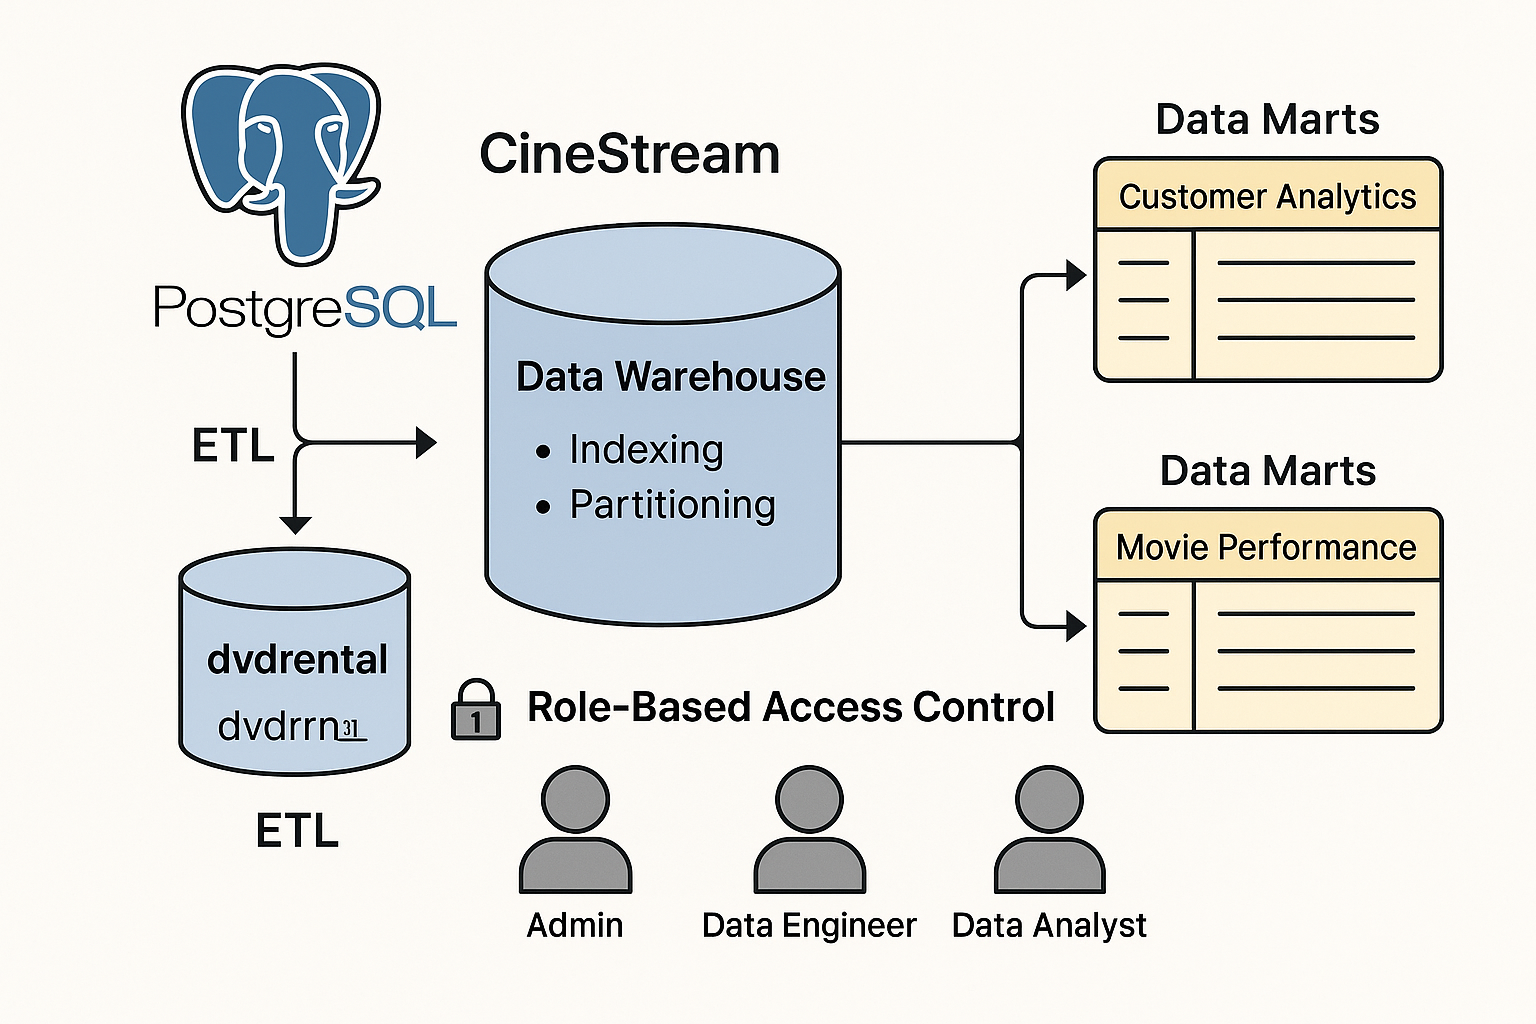 PostgreSQL
CineStream
Data Warehouse
• Indexing
• Partitioning
ETL
dvdrental
ETL
Data Marts
Customer Analytics
Data Marts
Movie Performance
1
Role-Based Access Control
Admin
Data Engineer
Data Analyst